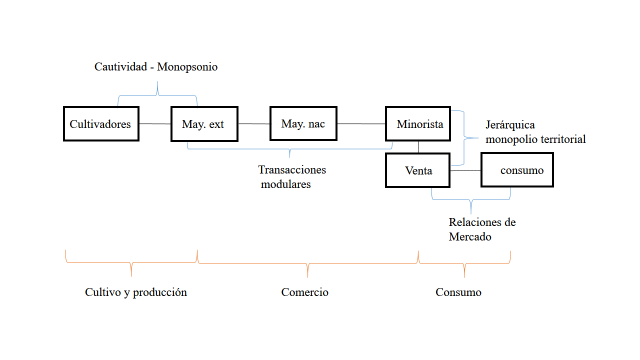 Cautividad - Monopsonio
Cultivadores
May. ext
May. nac
Minorista
Jerárquica
monopolio territorial
Transacciones
modulares
Venta
consumo
Relaciones de
Mercado
Cultivo y producción
Comercio
Consumo